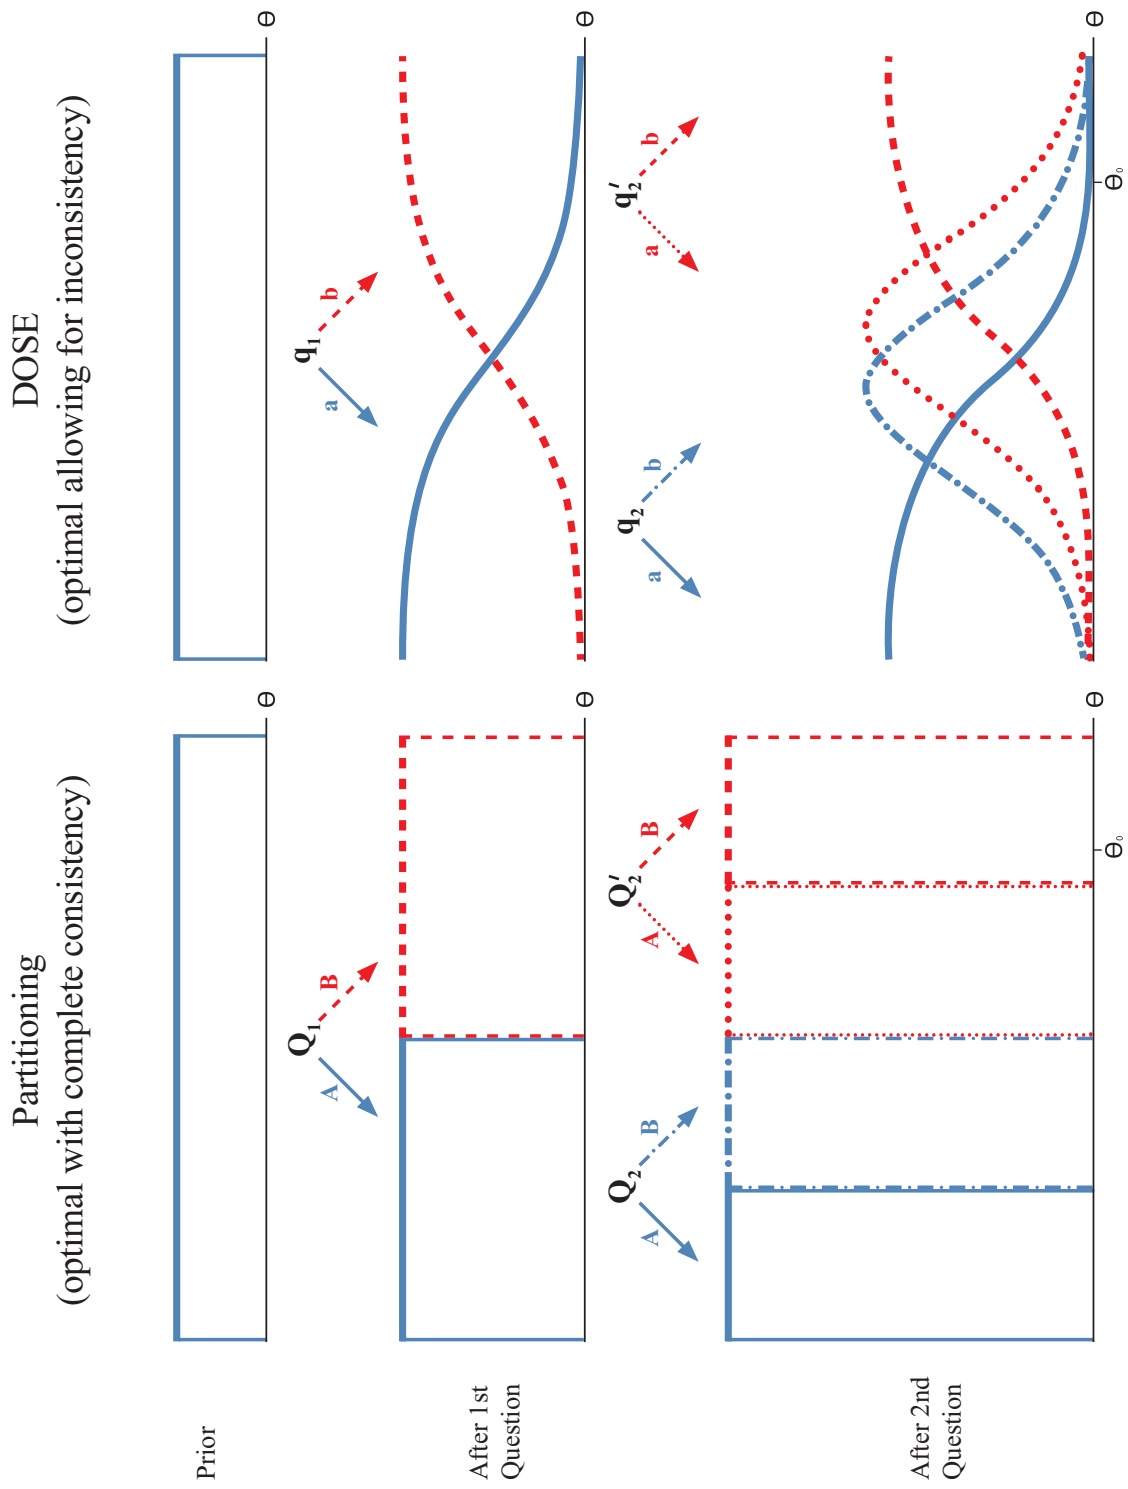 Partitioning
(optimal with complete consistency)
DOSE
(optimal allowing for inconsistency)
Prior
Θ
Θ
Q1
A
B
q1
a
b
After 1st
Question
Θ
Θ
Q2
A
B
Q2′
A
B
q2
a
b
q2′
a
b
After 2nd
Question
Θ
Θ
Θ0
Θ0